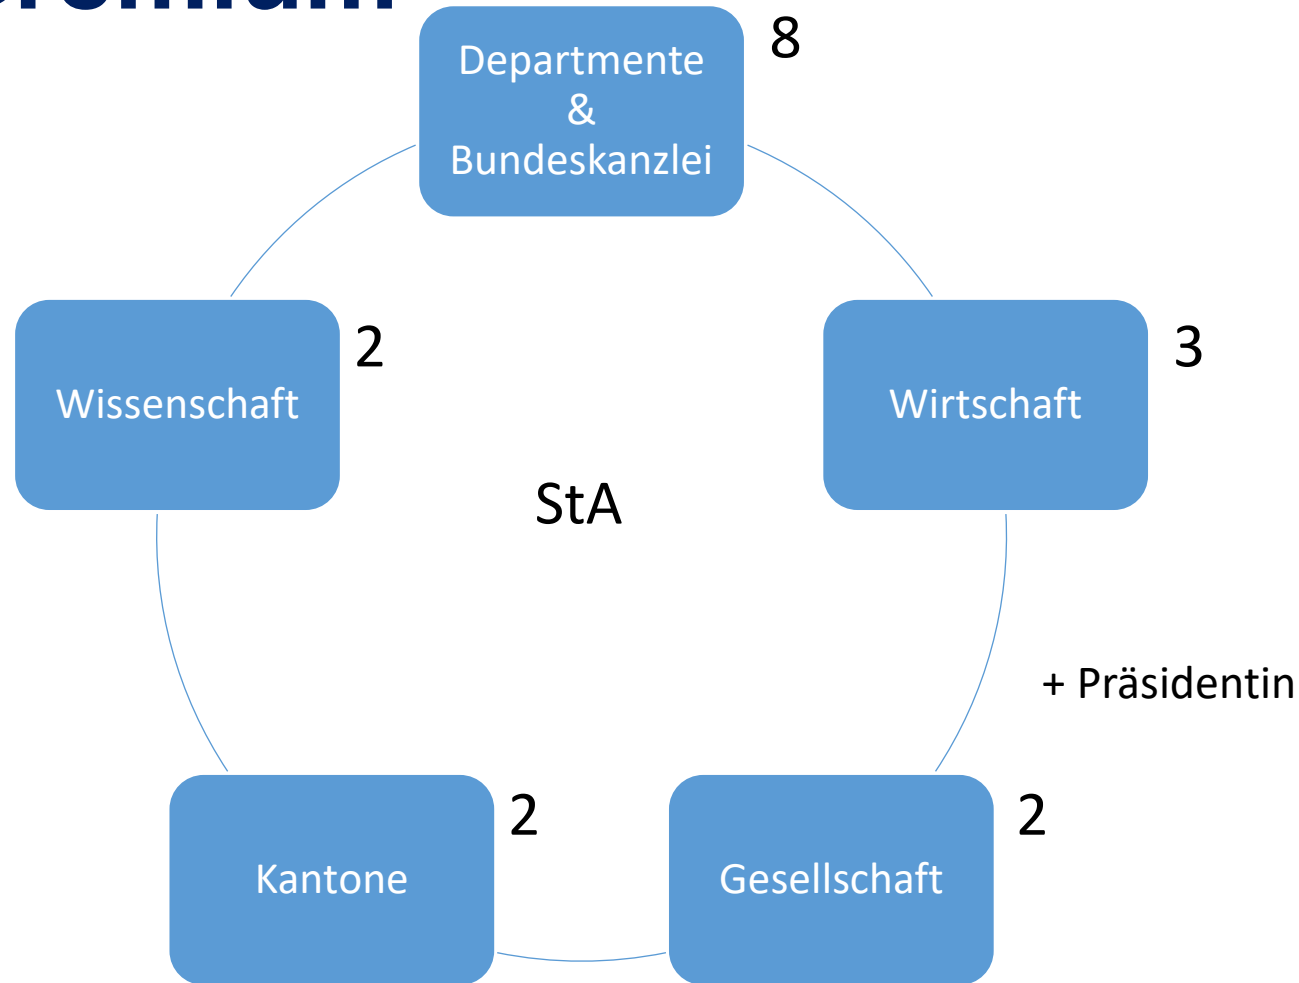 8
Departmente
&
Bundeskanzlei
2
3
Wissenschaft
Wirtschaft
StA
+ Präsidentin
2
2
Kantone
Gesellschaft